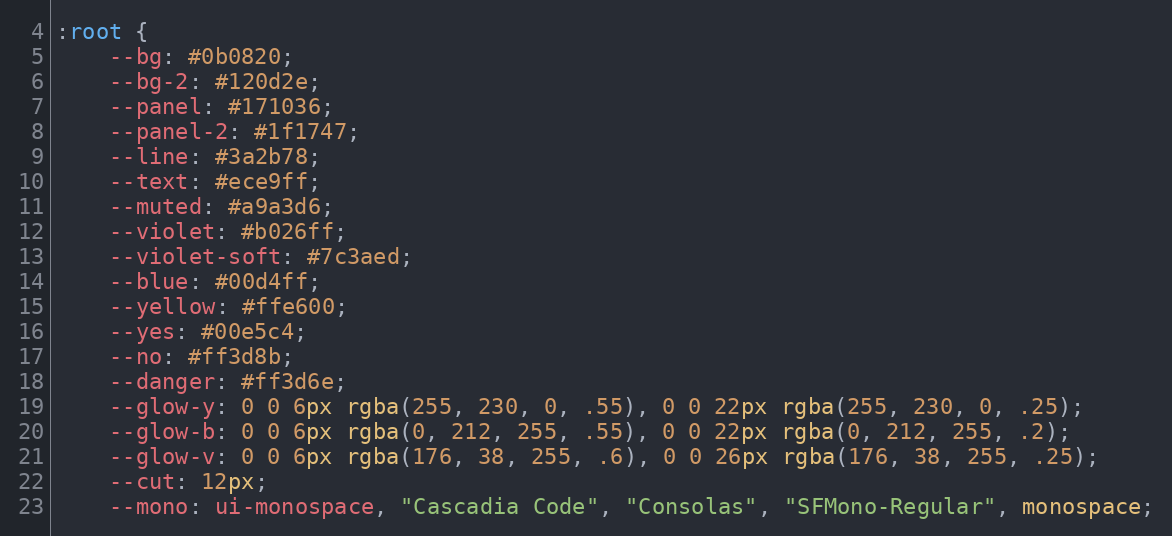 4 :root {
5     --bg: #0b0820;
6     --bg-2: #120d2e;
7     --panel: #171036;
8     --panel-2: #1f1747;
9     --line: #3a2b78;
10     --text: #ece9ff;
11     --muted: #a9a3d6;
12     --violet: #b026ff;
13     --violet-soft: #7c3aed;
14     --blue: #00d4ff;
15     --yellow: #ffe600;
16     --yes: #00e5c4;
17     --no: #ff3d8b;
18     --danger: #ff3d6e;
19     --glow-y: 0 0 6px rgba(255, 230, 0, .55), 0 0 22px rgba(255, 230, 0, .25);
20     --glow-b: 0 0 6px rgba(0, 212, 255, .55), 0 0 22px rgba(0, 212, 255, .2);
21     --glow-v: 0 0 6px rgba(176, 38, 255, .6), 0 0 26px rgba(176, 38, 255, .25);
22     --cut: 12px;
23     --mono: ui-monospace, "Cascadia Code", "Consolas", "SFMono-Regular", monospace;